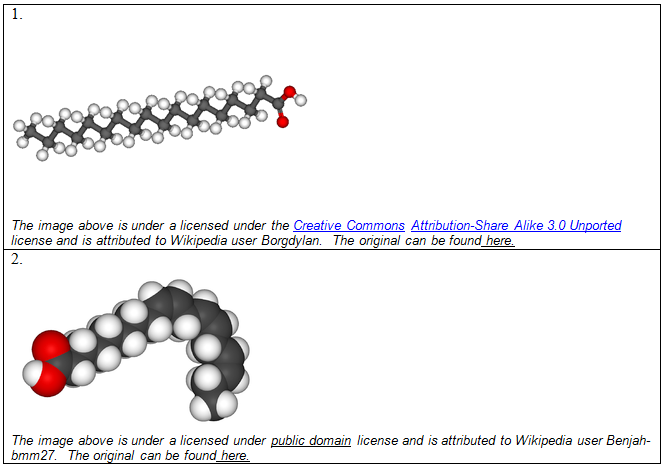 1.
The image above is under a licensed under the Creative Commons Attribution-Share Alike 3.0 Unported
license and is attributed to Wikipedia user Borgdylan.  The original can be found here.
2.
The image above is under a licensed under public domain license and is attributed to Wikipedia user Benjah-
bmm27.  The original can be found here.